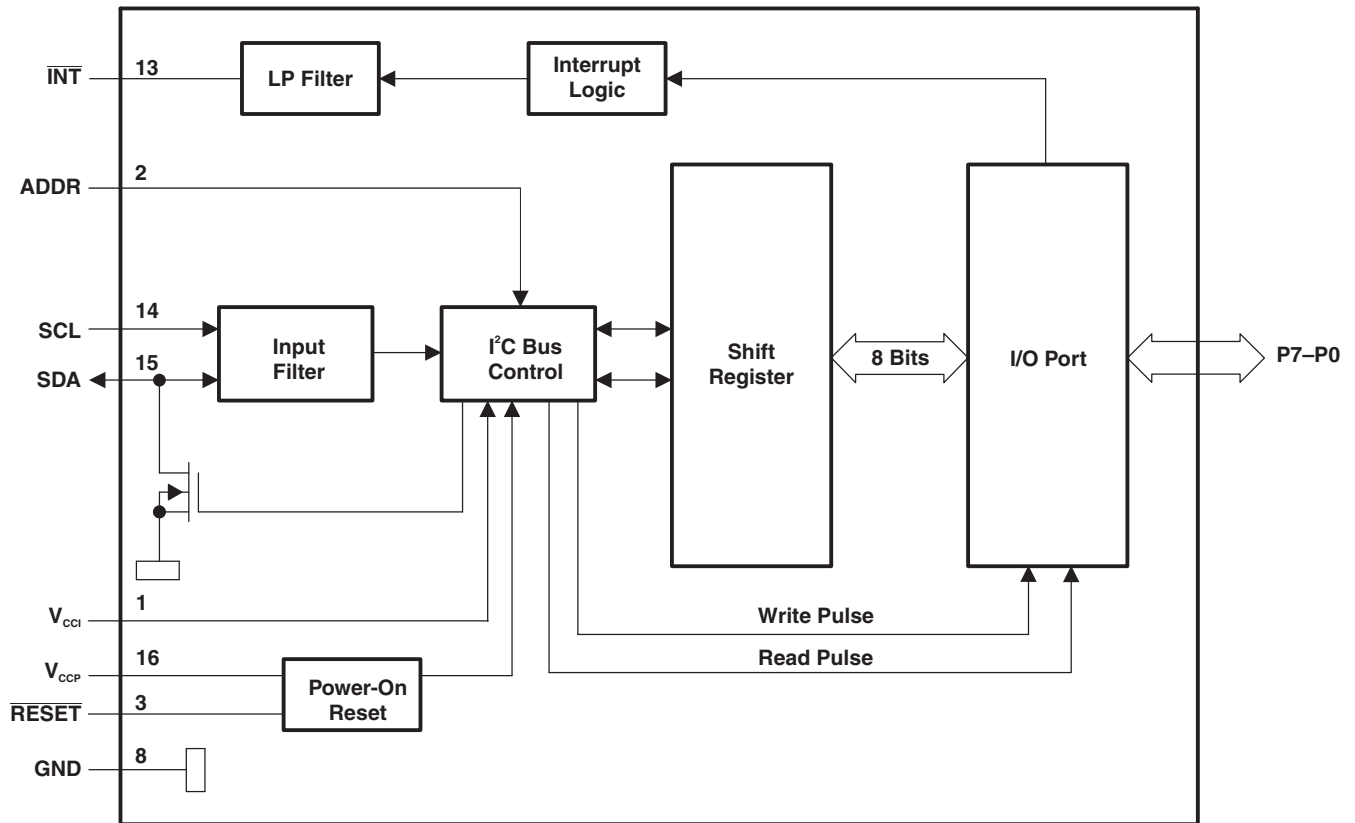 INT
13
LP Filter
Interrupt
Logic
ADDR
2
SCL
14
SDA
15
Input
Filter
I²C Bus
Control
Shift
Register
8 Bits
I/O Port
P7–P0
VCCI
1
Write Pulse
VCCP
16
Read Pulse
RESET
3
Power-On
Reset
GND
8